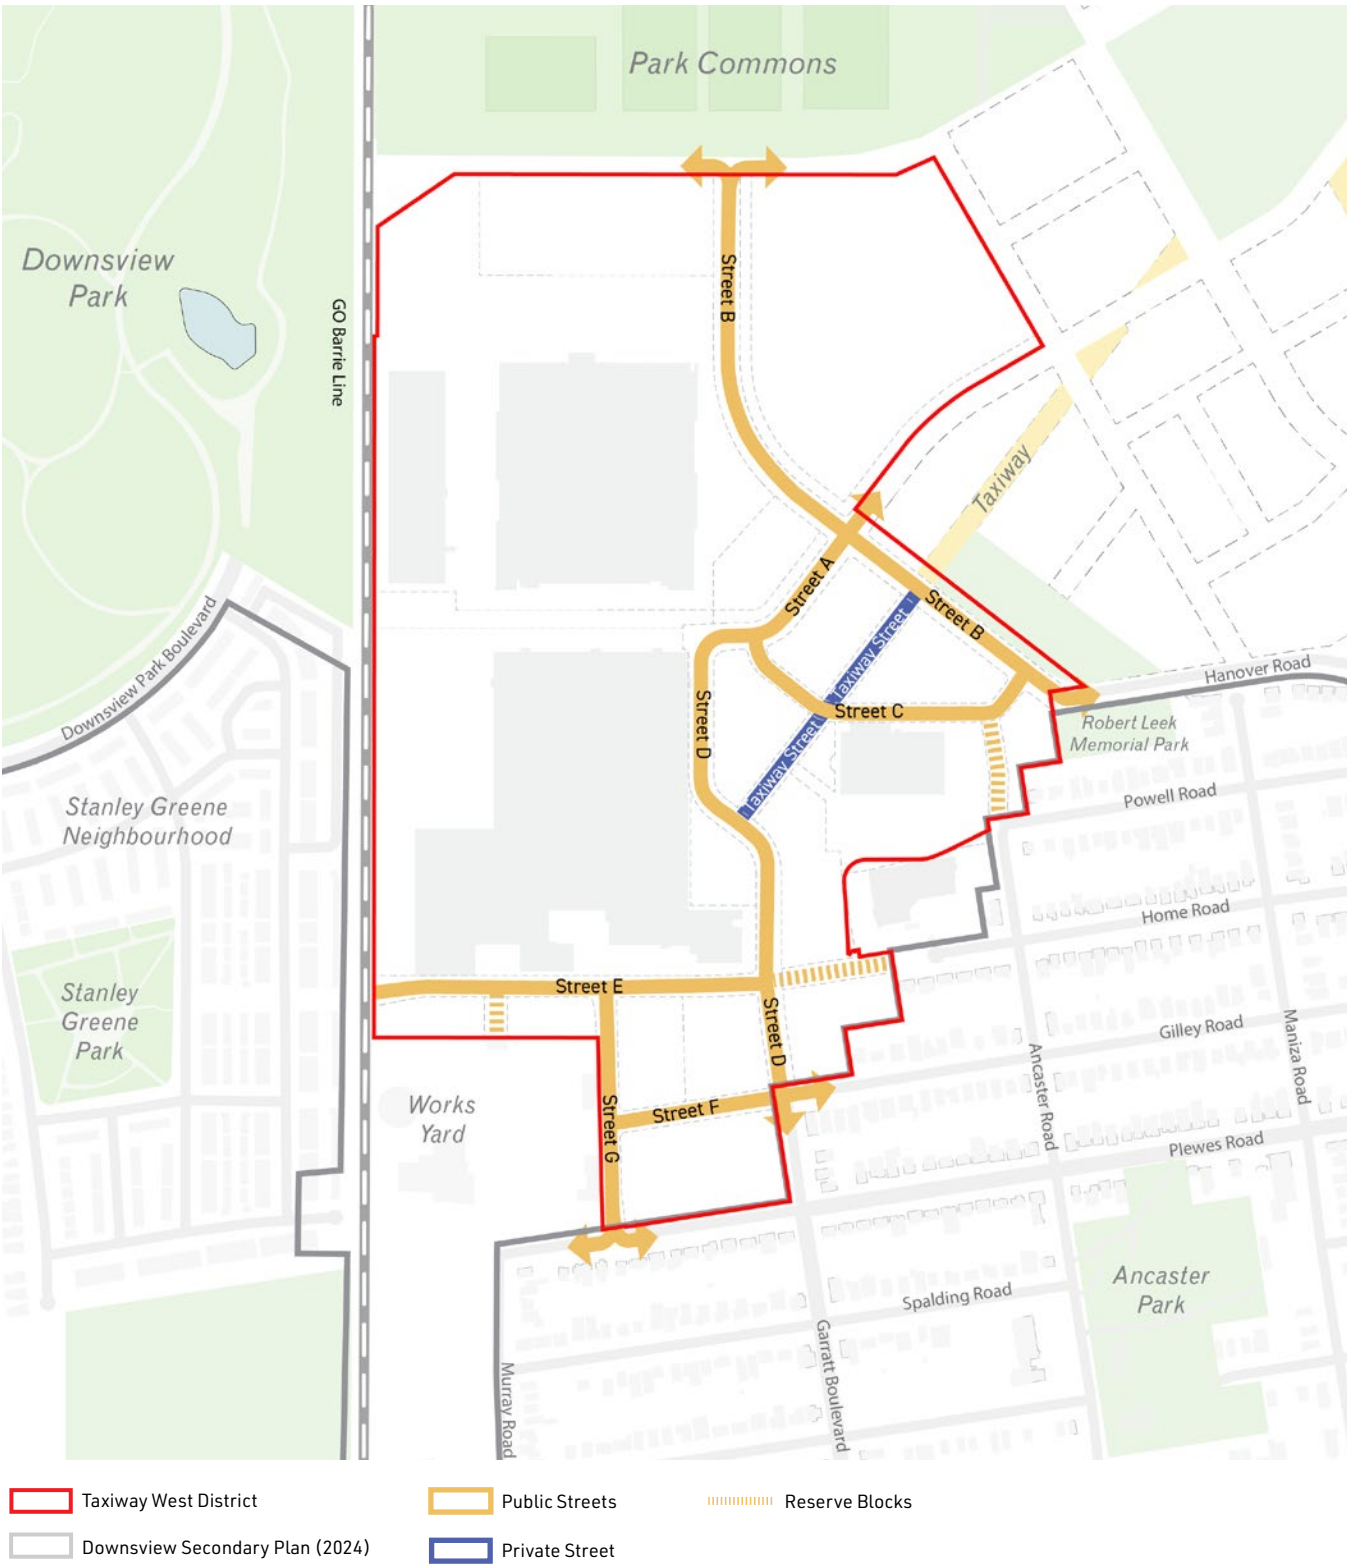 Park Commons
Downsview
Park
GO Barrie Line
Street B
Taxiway
Street A
Street B
Taxiway Street
Downsview Park Boulevard
Hanover Road
Street D
Street C
Robert Leek
Memorial Park
Taxiway Street
Powell Road
Stanley Greene
Neighbourhood
Home Road
Stanley
Greene
Park
Street E
Street D
Gilley Road
Maniza Road
Ancaster Road
Works
Yard
Street G
Street F
Plewes Road
Ancaster
Park
Spalding Road
Garratt Boulevard
Murray Road
Taxiway West District
Public Streets
Reserve Blocks
Downsview Secondary Plan (2024)
Private Street